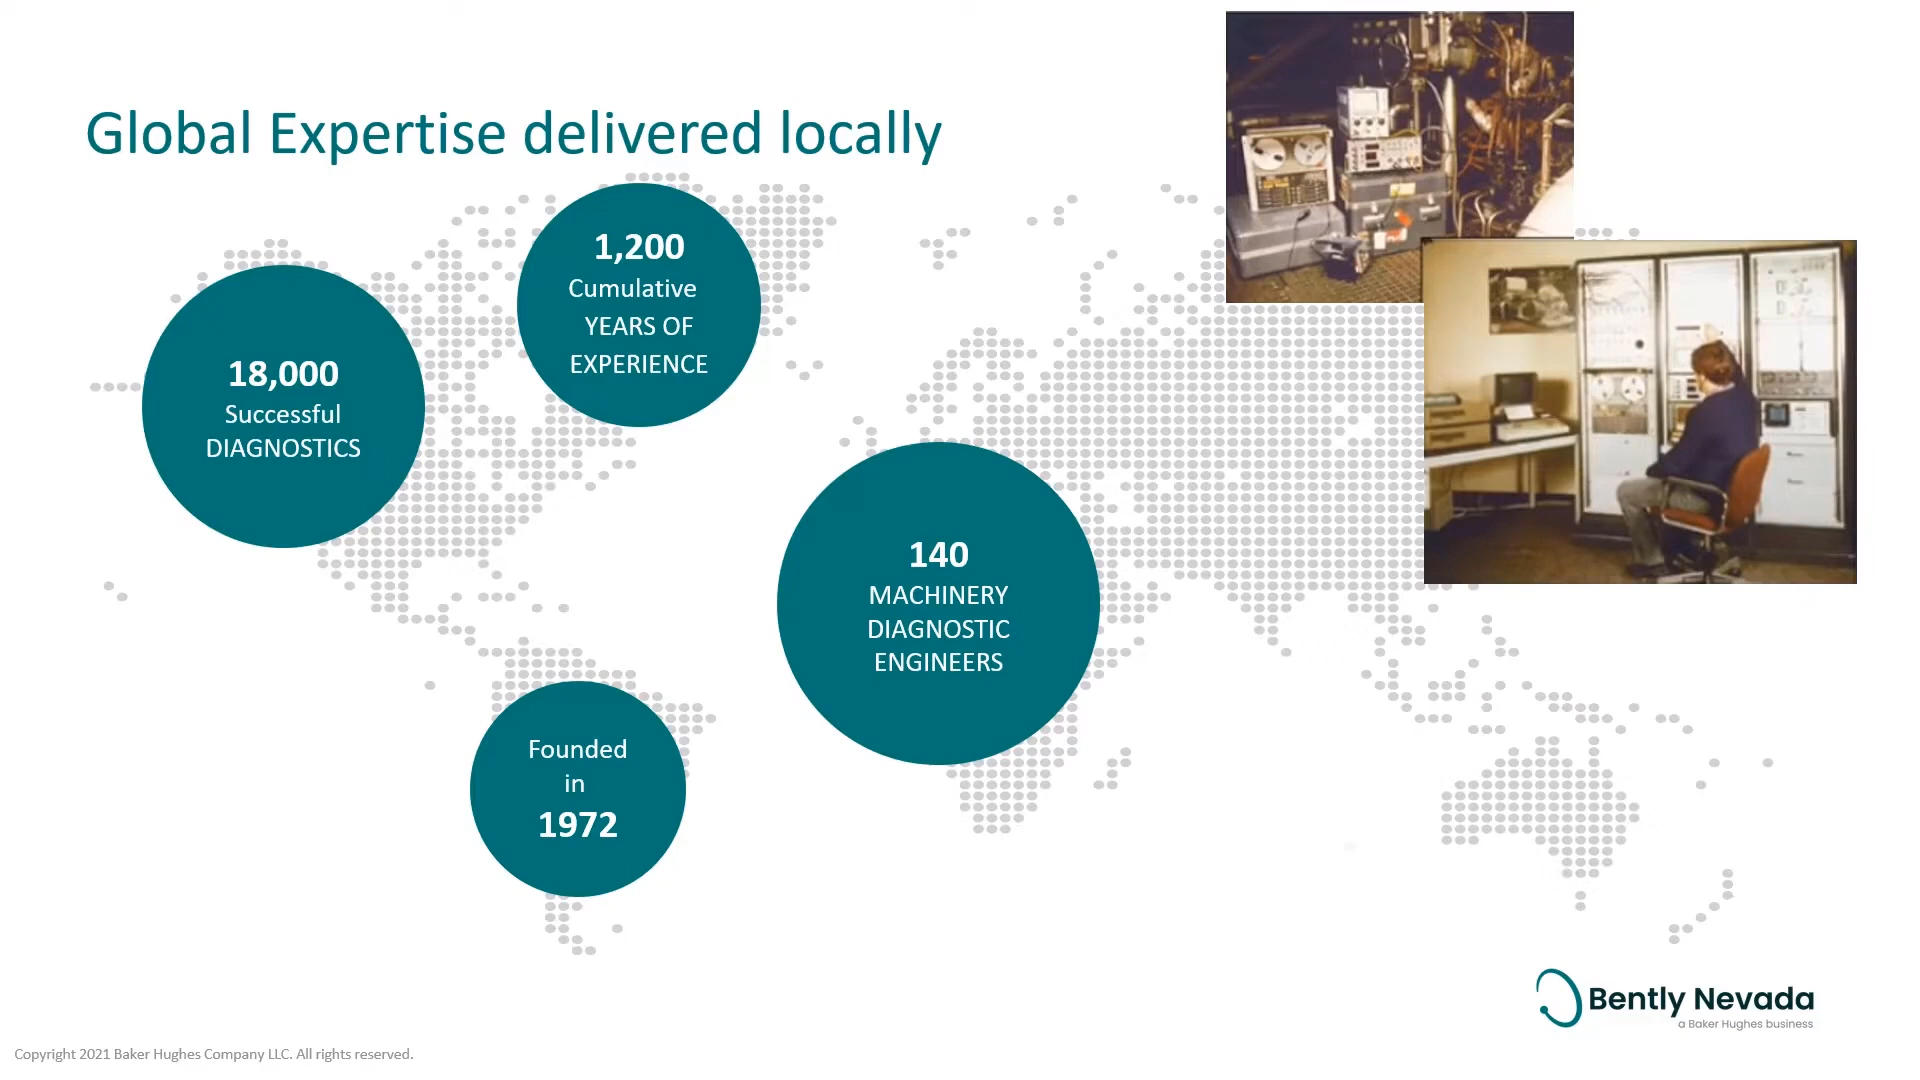 Global Expertise delivered locally
1,200
Cumulative
YEARS OF
EXPERIENCE
18,000
Successful
DIAGNOSTICS
140
MACHINERY
DIAGNOSTIC
ENGINEERS
Founded
in
1972
Bently Nevada
a Baker Hughes business
Copyright 2021 Baker Hughes Company LLC. All rights reserved.